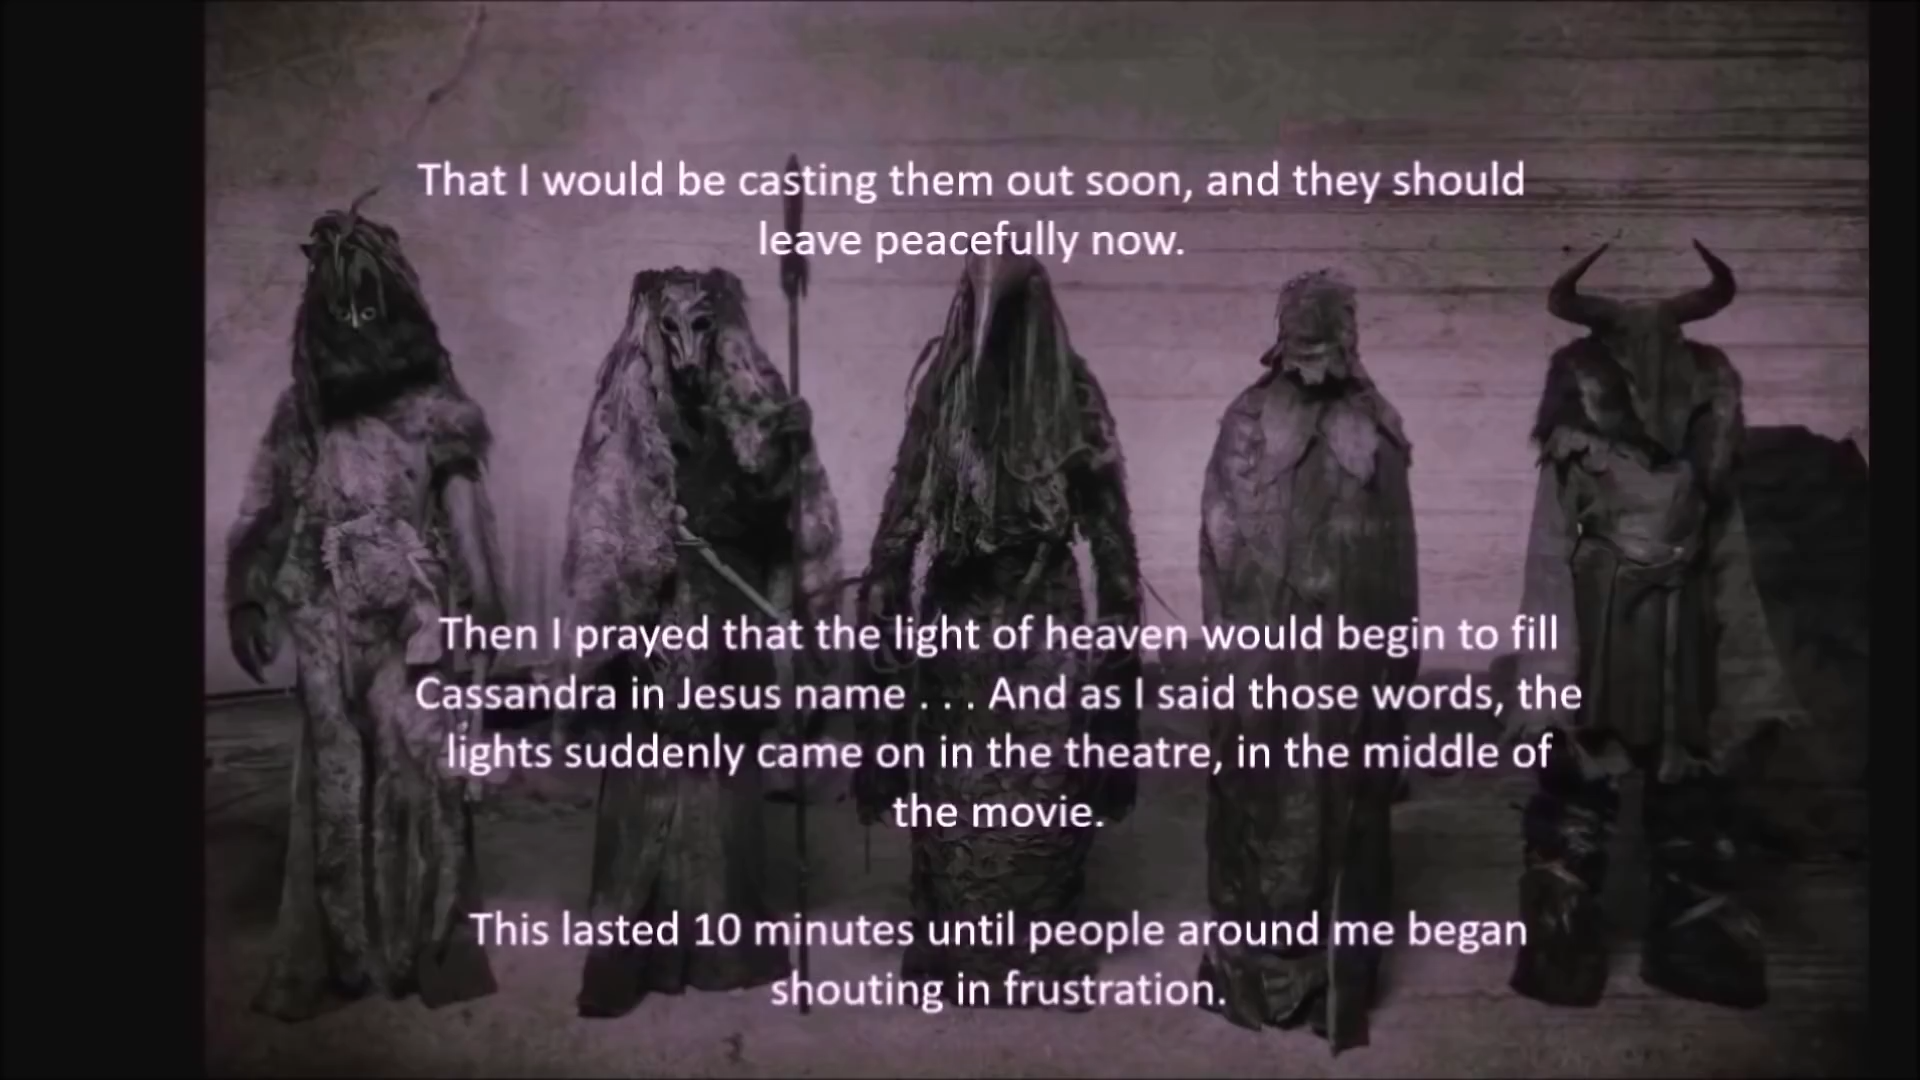 That I would be casting them out soon, and they should
leave peacefully now.
Then I prayed that the light of heaven would begin to fill
Cassandra in Jesus name . . . And as I said those words, the
lights suddenly came on in the theatre, in the middle of
the movie.
This lasted 10 minutes until people around me began
shouting in frustration.